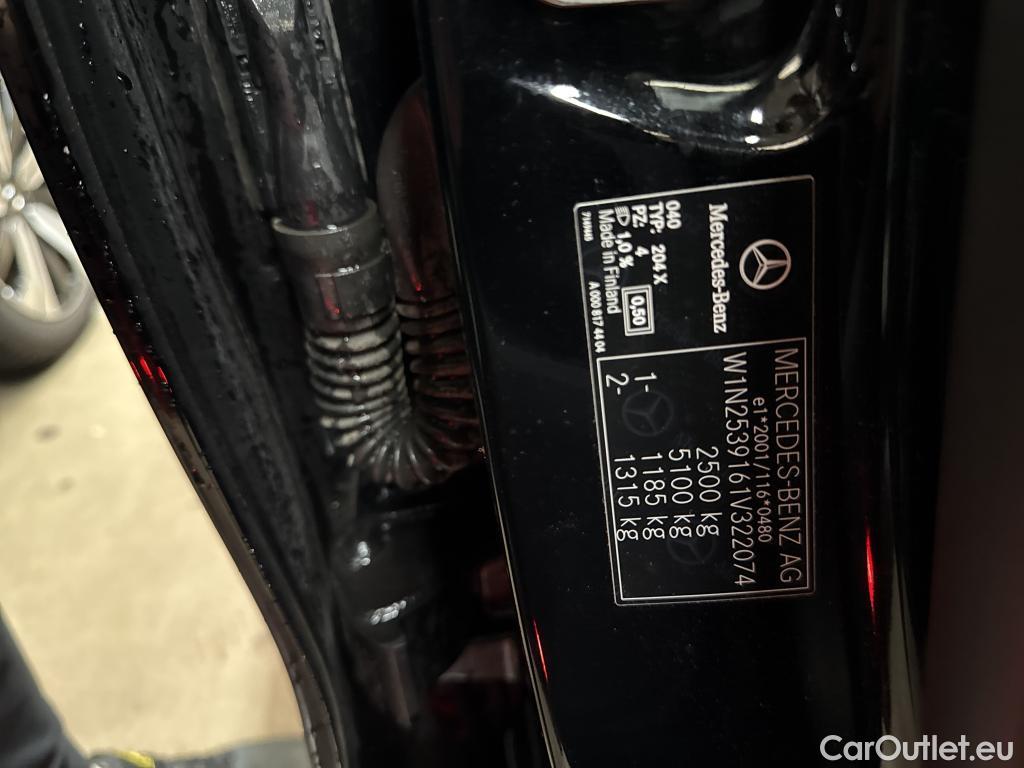 MERCEDES-BENZ AG
e1*2001/116*0480
W1N2539161V322074
2500 kg
5100 kg
1- 1185 kg
2- 1315 kg
Mercedes-Benz
040
TYP: 204 X
PZ: 4
1,0 % 0,50
Made in Finland
A 000 817 44 04
CarOutlet.eu